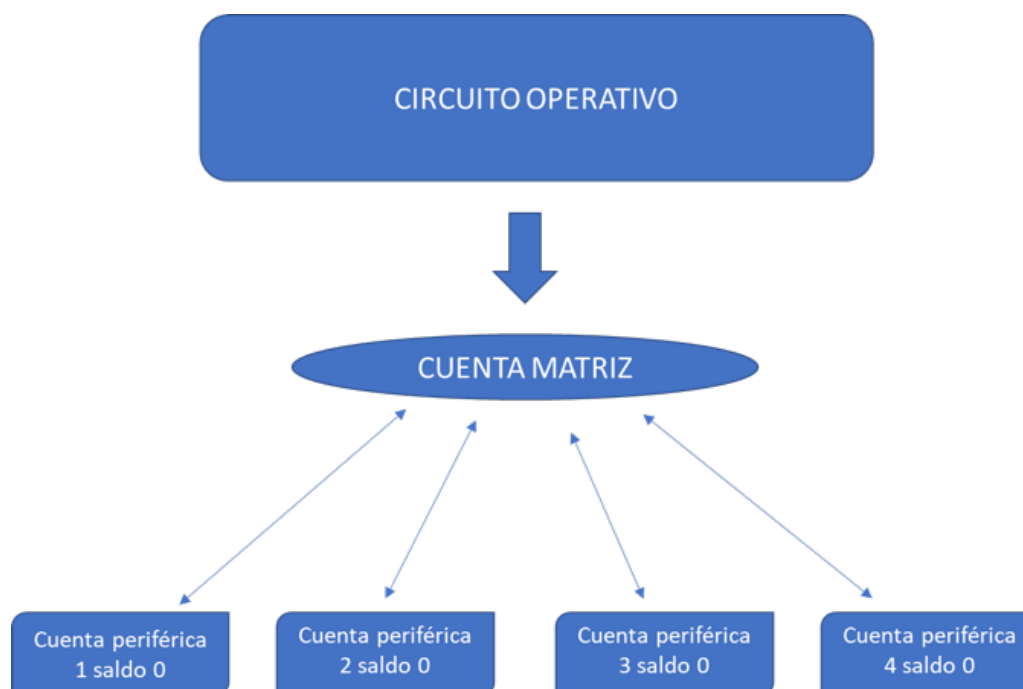 CIRCUITO OPERATIVO
CUENTA MATRIZ
Cuenta periférica
1 saldo 0
Cuenta periférica
2 saldo 0
Cuenta periférica
3 saldo 0
Cuenta periférica
4 saldo 0